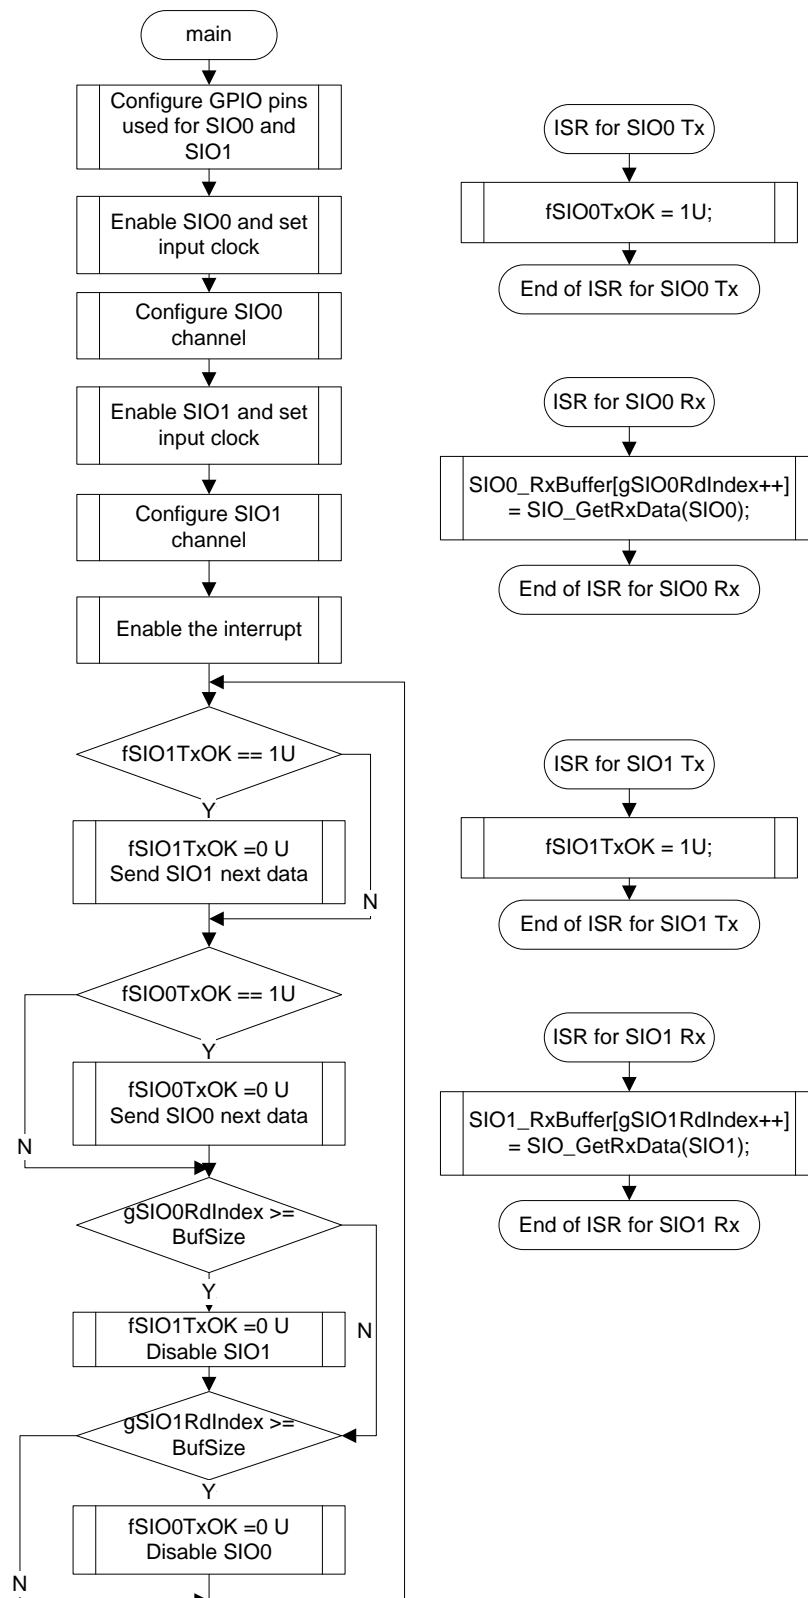 main
Configure GPIO pins
used for SIO0 and
SIO1
Enable SIO0 and set
input clock
Configure SIO0
channel
Enable SIO1 and set
input clock
Configure SIO1
channel
Enable the interrupt
fSIO1TxOK == 1U
Y
fSIO1TxOK =0 U
Send SIO1 next data
N
fSIO0TxOK == 1U
Y
fSIO0TxOK =0 U
Send SIO0 next data
N
gSIO0RdIndex >=
BufSize
Y
fSIO1TxOK =0 U
Disable SIO1
N
gSIO1RdIndex >=
BufSize
Y
fSIO0TxOK =0 U
Disable SIO0
N
ISR for SIO0 Tx
fSIO0TxOK = 1U;
End of ISR for SIO0 Tx
ISR for SIO0 Rx
SIO0_RxBuffer[gSIO0RdIndex++]
= SIO_GetRxData(SIO0);
End of ISR for SIO0 Rx
ISR for SIO1 Tx
fSIO1TxOK = 1U;
End of ISR for SIO1 Tx
ISR for SIO1 Rx
SIO1_RxBuffer[gSIO1RdIndex++]
= SIO_GetRxData(SIO1);
End of ISR for SIO1 Rx